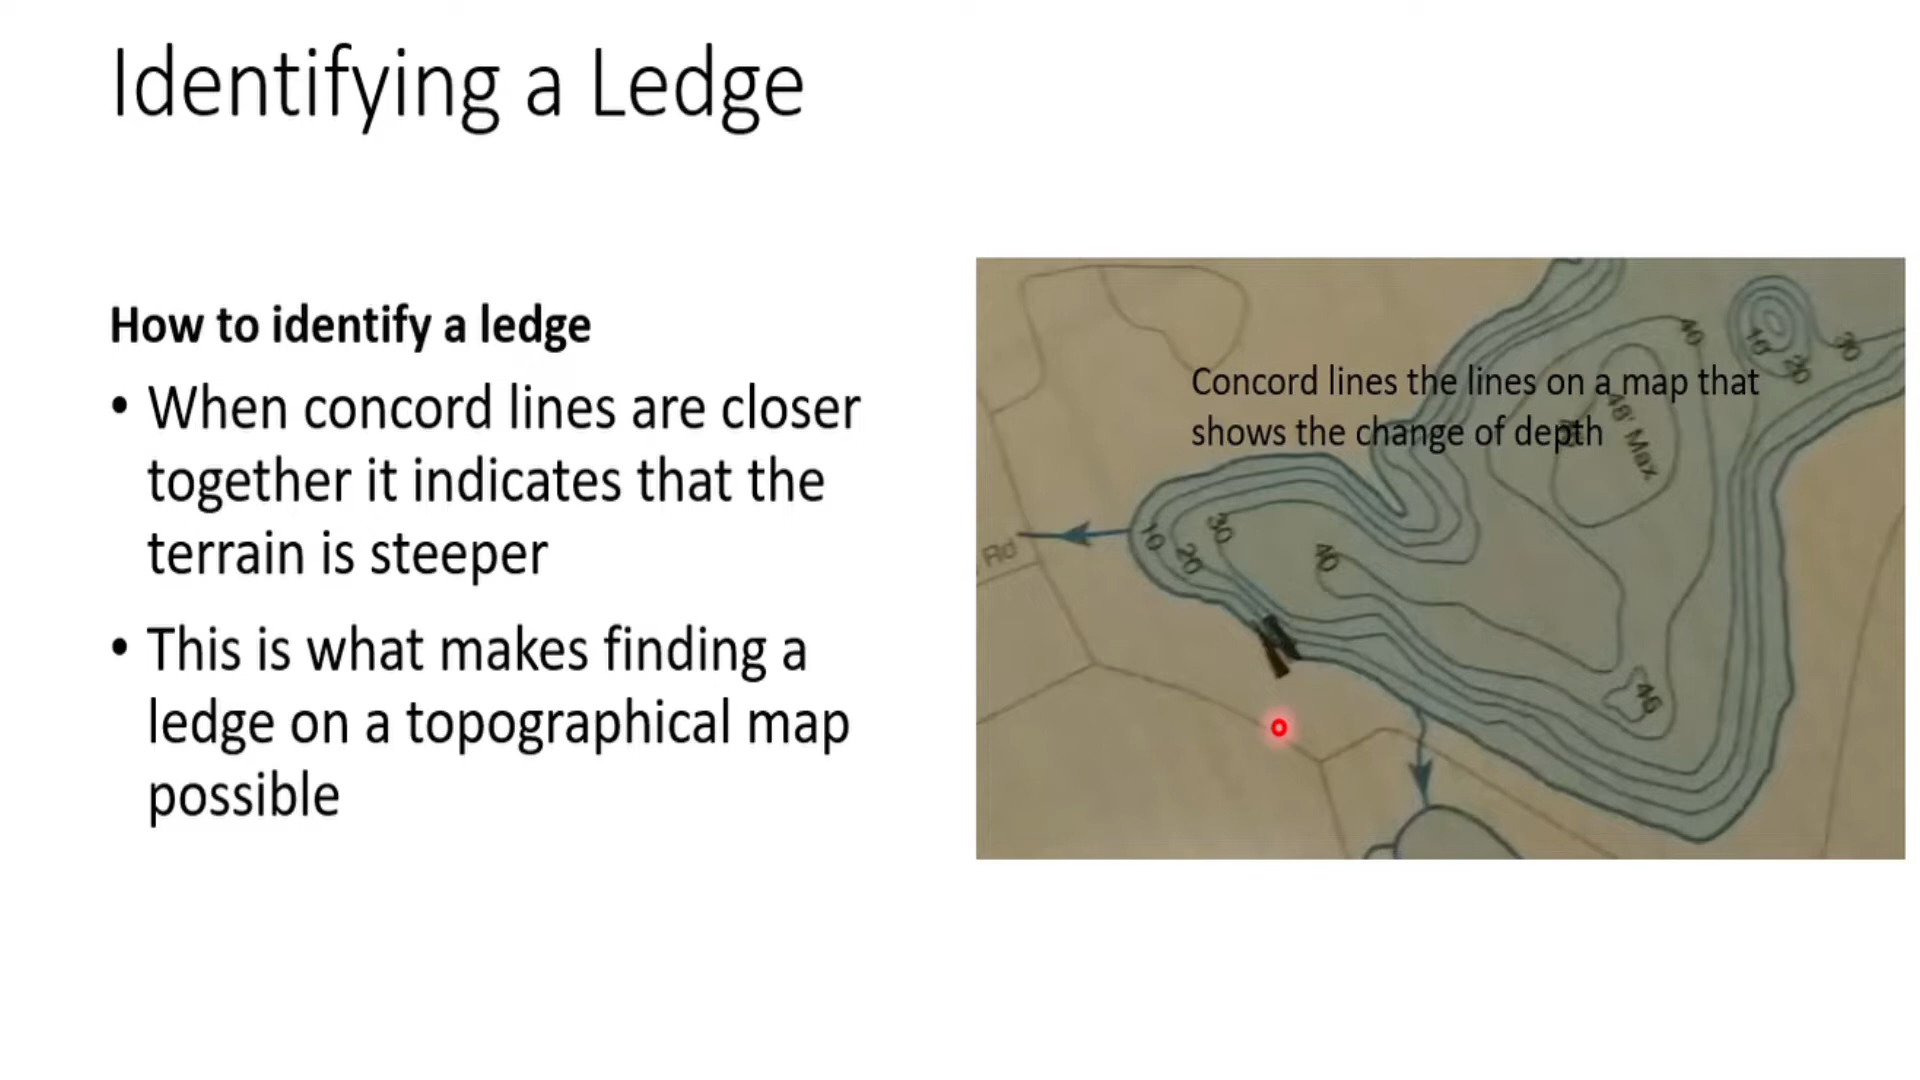 Identifying a Ledge
How to identify a ledge
• When concord lines are closer
together it indicates that the
terrain is steeper
• This is what makes finding a
ledge on a topographical map
possible
Concord lines the lines on a map that
shows the change of depth
40
10
20
30
48' Max
Rd
10
20
30
40
45